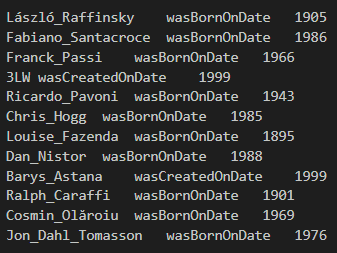 László_Raffinsky wasBornOnDate 1905
Fabiano_Santacroce wasBornOnDate 1986
Franck_Passi wasBornOnDate 1966
3LW wasCreatedOnDate 1999
Ricardo_Pavoni wasBornOnDate 1943
Chris_Hogg wasBornOnDate 1985
Louise_Fazenda wasBornOnDate 1895
Dan_Nistor wasBornOnDate 1988
Barys_Astana wasCreatedOnDate 1999
Ralph_Caraffi wasBornOnDate 1901
Cosmin_Olăroiu wasBornOnDate 1969
Jon_Dahl_Tomasson wasBornOnDate 1976